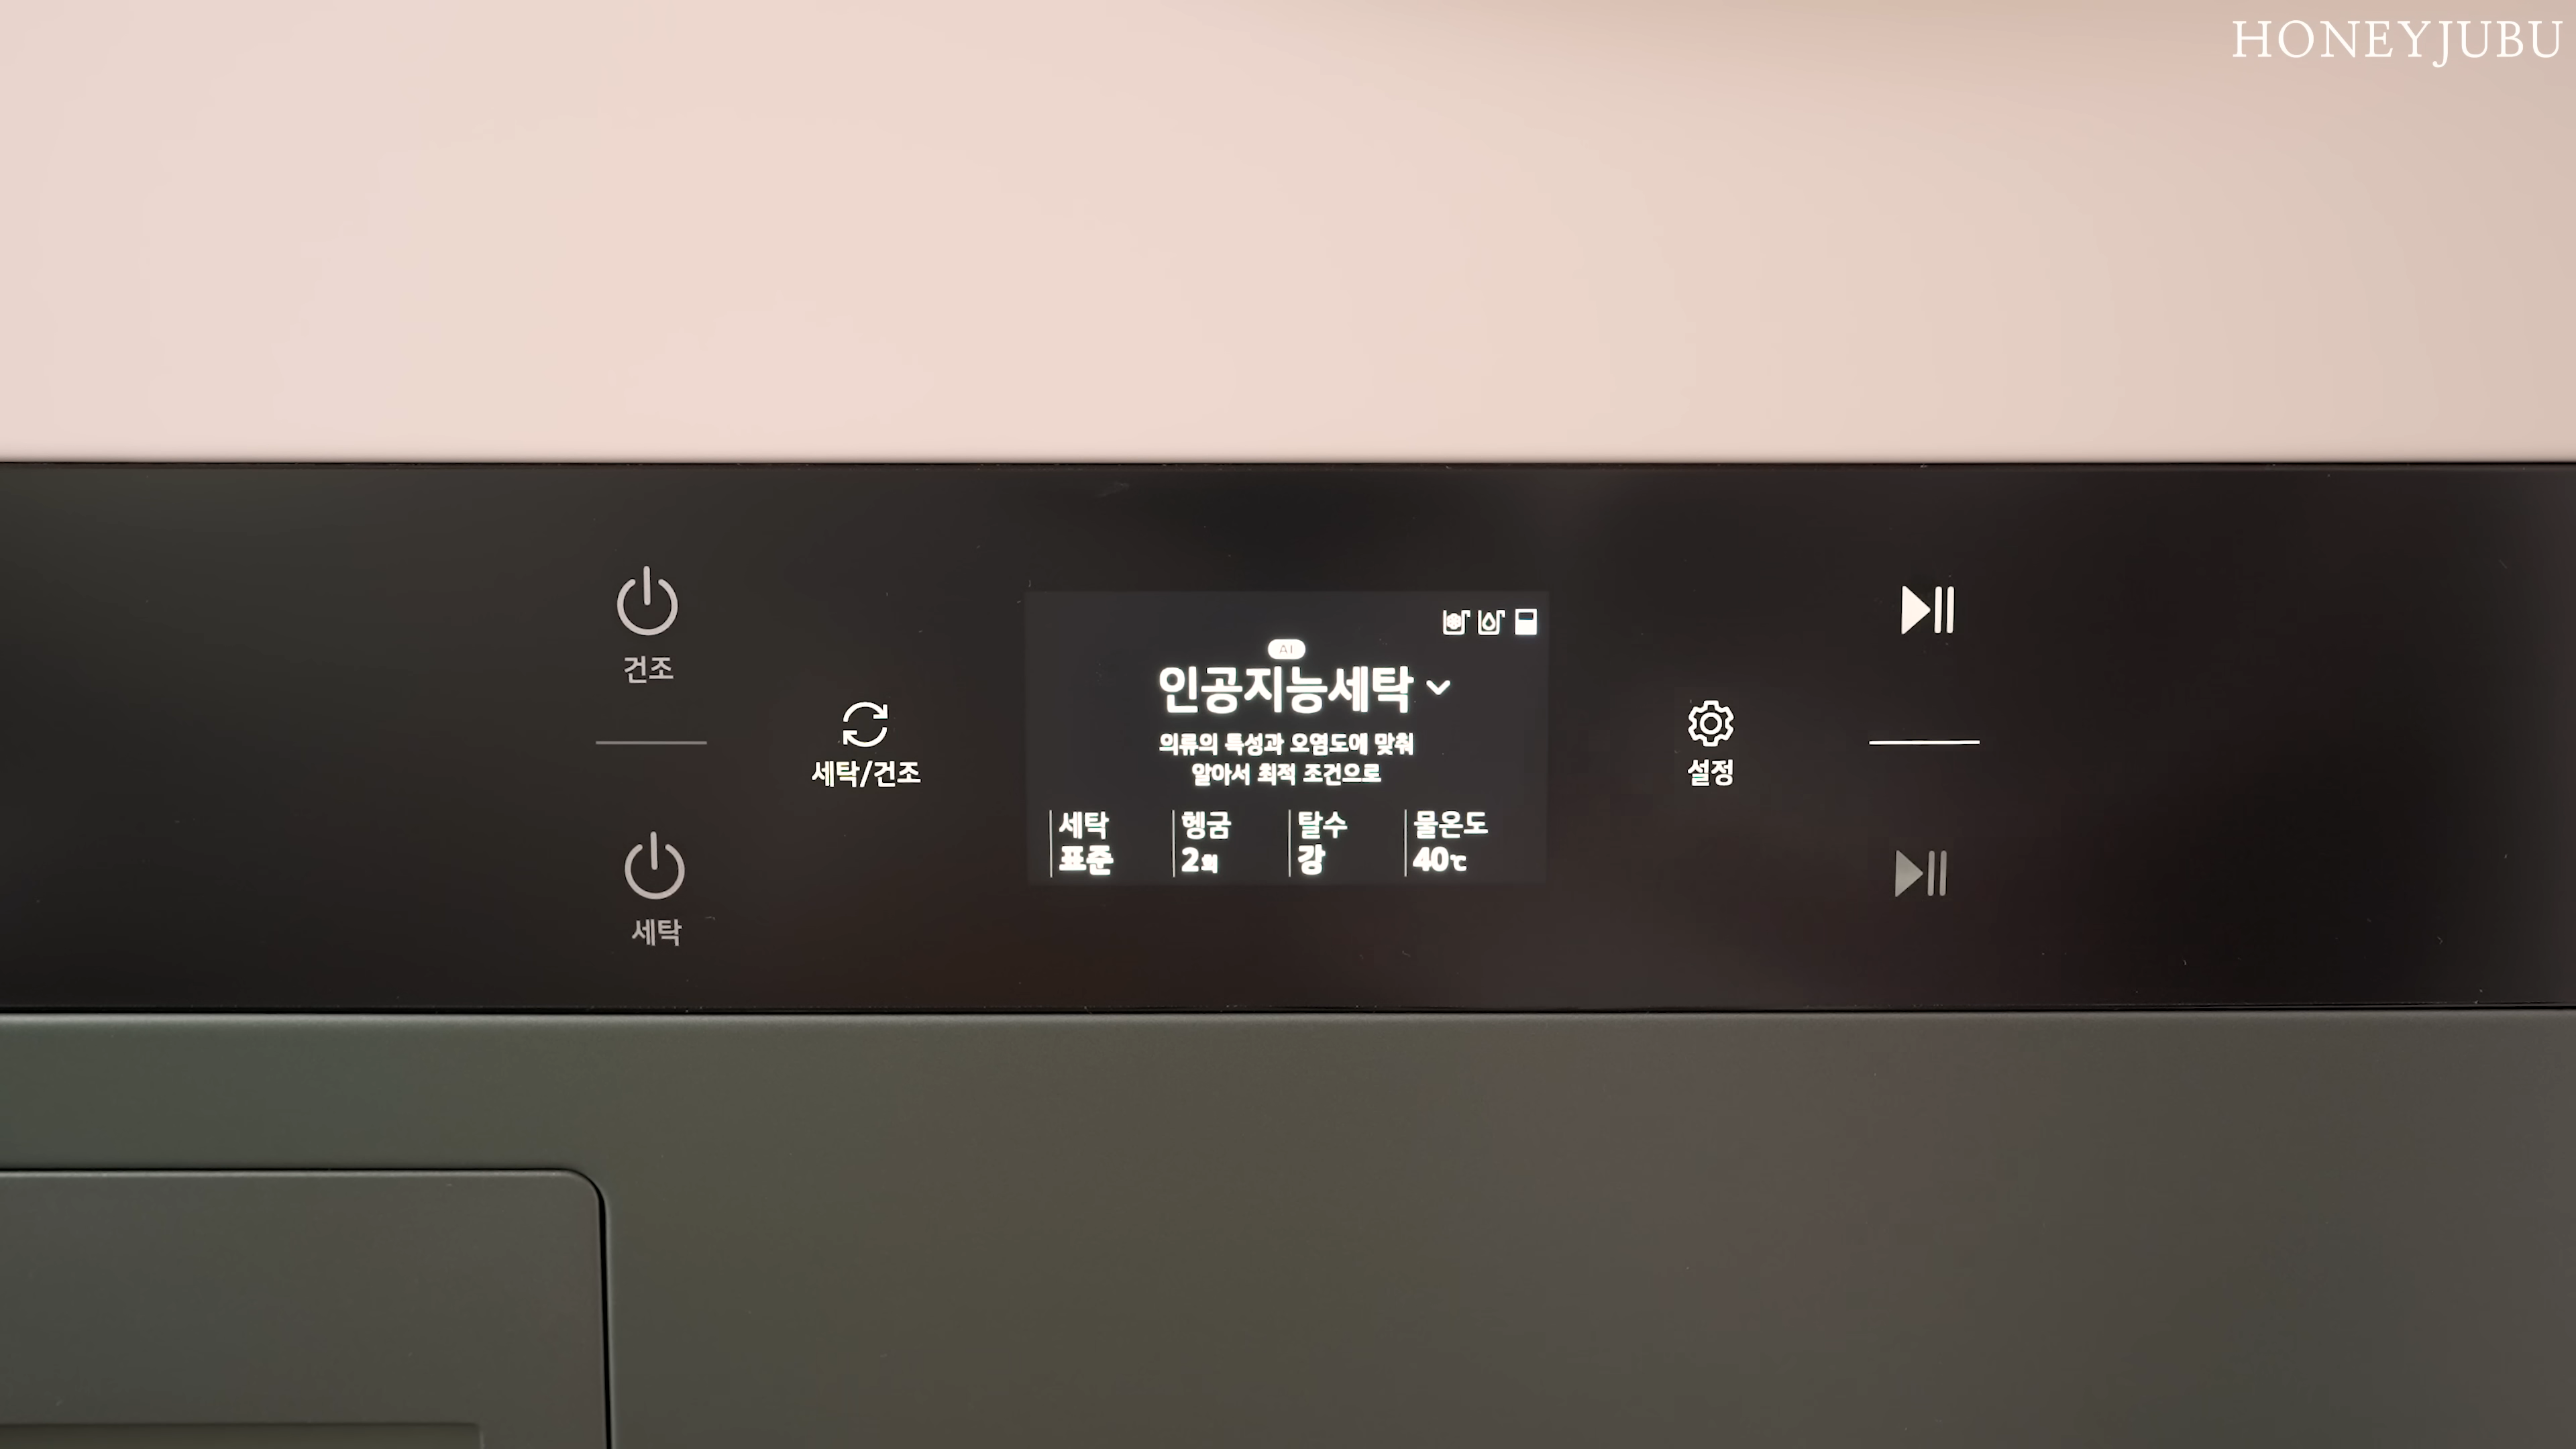 HONEYJUBU
건조
세탁/건조
세탁
AI
인공지능세탁
의류의 특성과 오염도에 맞춰
알아서 최적 조건으로
세탁 헹굼 탈수 물온도
표준 2회 강 40℃
설정